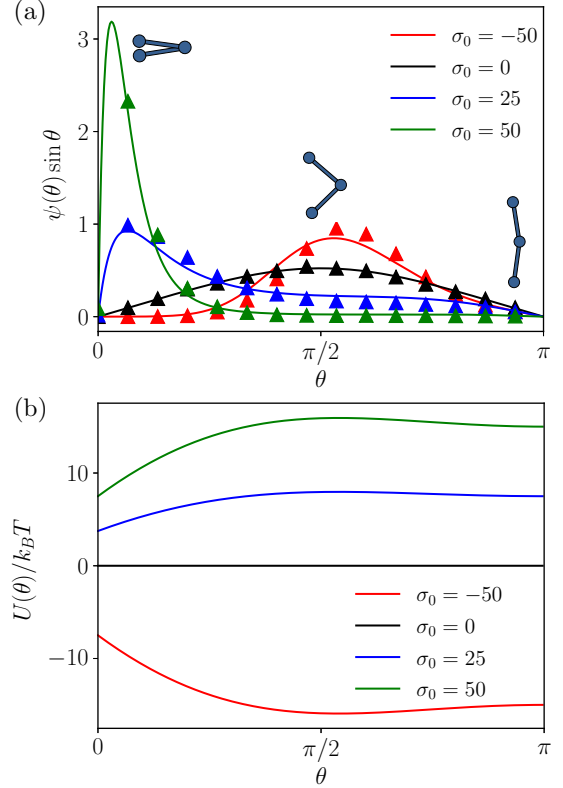 (a)
ψ(θ) sin θ
3
2
1
0
σ₀ = −50
σ₀ = 0
σ₀ = 25
σ₀ = 50
0
π/2
π
θ
(b)
U(θ)/k_BT
10
0
−10
σ₀ = −50
σ₀ = 0
σ₀ = 25
σ₀ = 50
0
π/2
π
θ